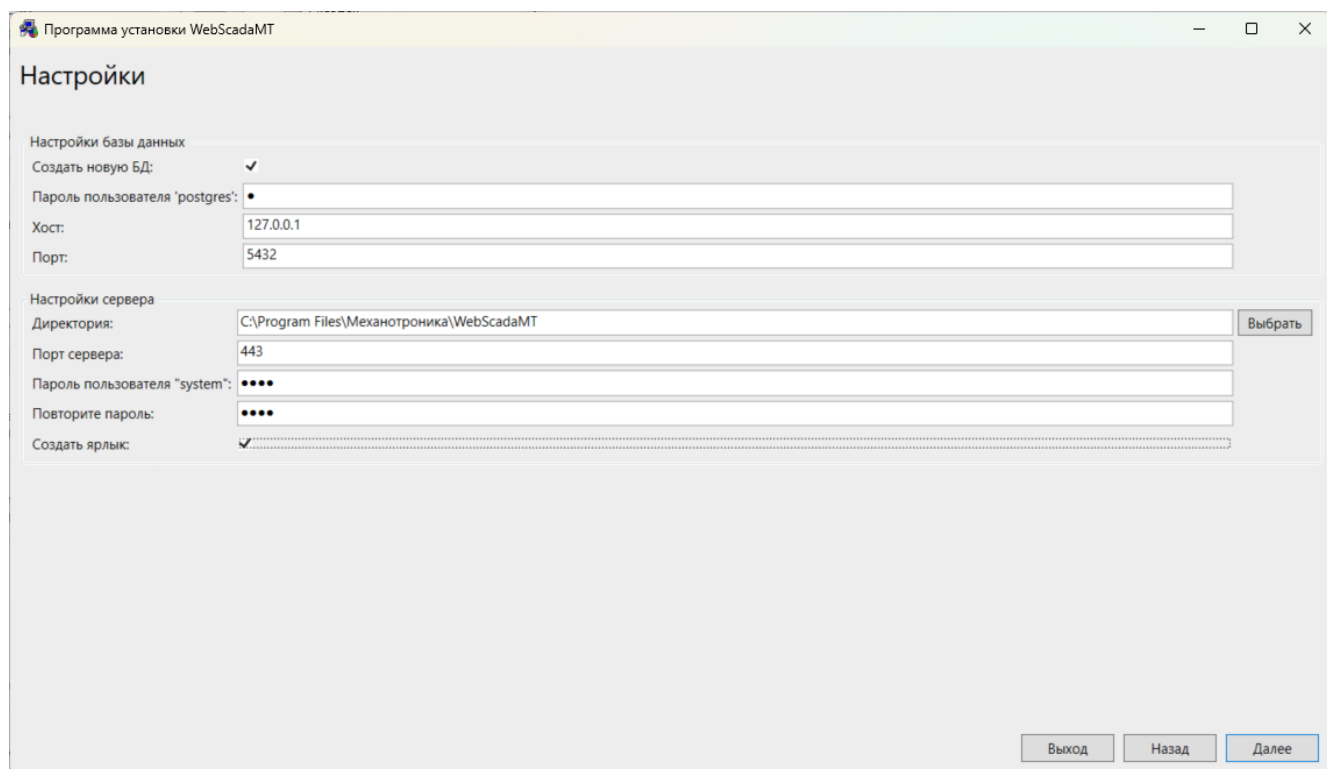 Программа установки WebScadaMT
Настройки
Настройки базы данных
Создать новую БД:
Пароль пользователя 'postgres': •
Хост: 127.0.0.1
Порт: 5432
Настройки сервера
Директория: C:\Program Files\Механотроника\WebScadaMT Выбрать
Порт сервера: 443
Пароль пользователя "system": ••••
Повторите пароль: ••••
Создать ярлык:
Выход Назад Далее